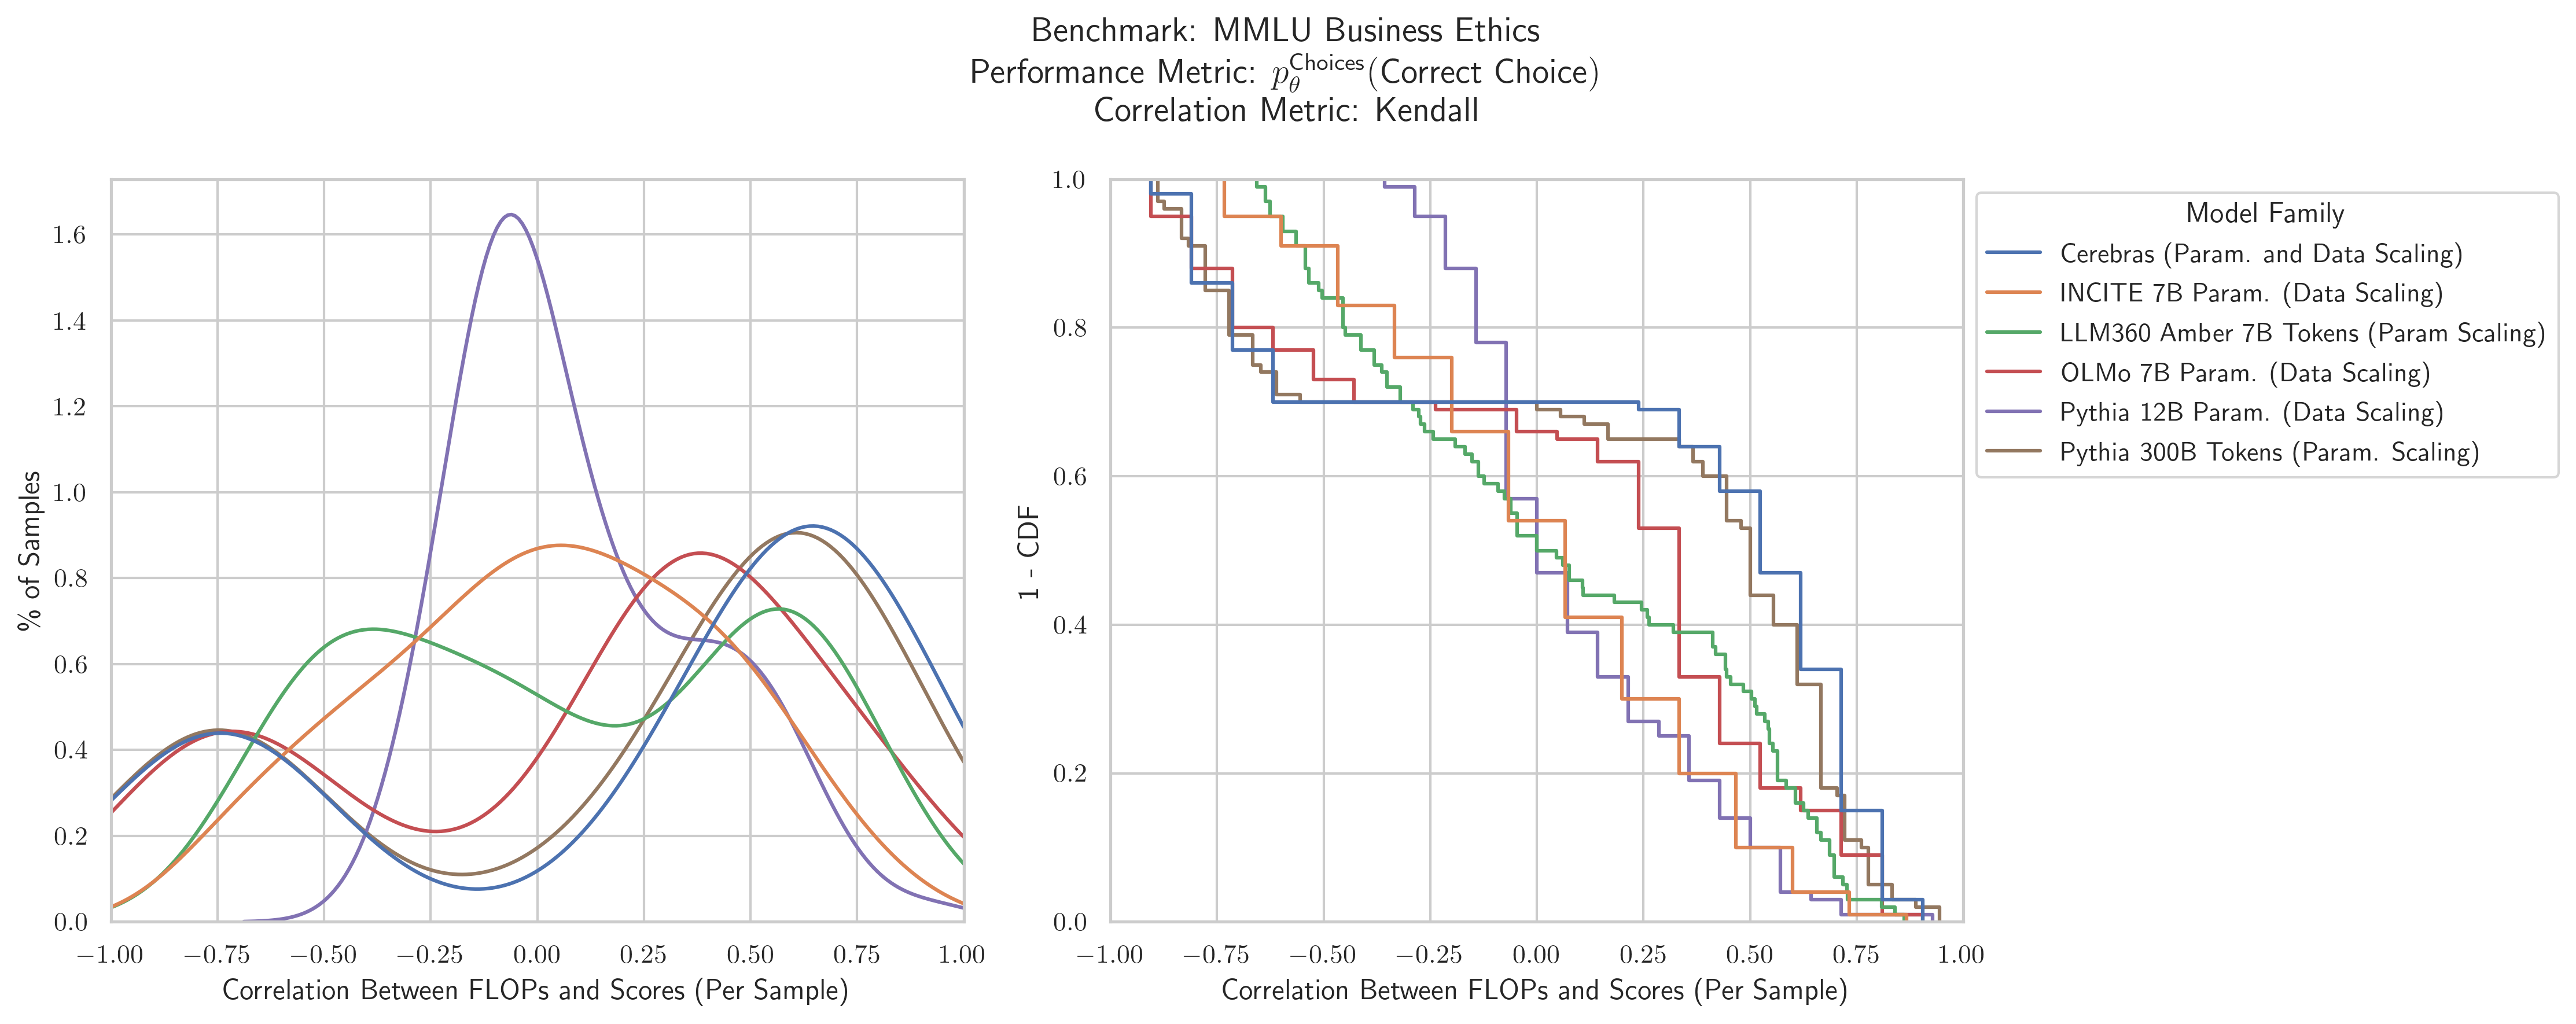 Benchmark: MMLU Business Ethics
Performance Metric: $p_\theta^{\text{Choices}}$(Correct Choice)
Correlation Metric: Kendall
% of Samples
1.6
1.4
1.2
1.0
0.8
0.6
0.4
0.2
0.0
−1.00 −0.75 −0.50 −0.25 0.00 0.25 0.50 0.75 1.00
Correlation Between FLOPs and Scores (Per Sample)
1 - CDF
1.0
0.8
0.6
0.4
0.2
0.0
−1.00 −0.75 −0.50 −0.25 0.00 0.25 0.50 0.75 1.00
Correlation Between FLOPs and Scores (Per Sample)
Model Family
Cerebras (Param. and Data Scaling)
INCITE 7B Param. (Data Scaling)
LLM360 Amber 7B Tokens (Param Scaling)
OLMo 7B Param. (Data Scaling)
Pythia 12B Param. (Data Scaling)
Pythia 300B Tokens (Param. Scaling)